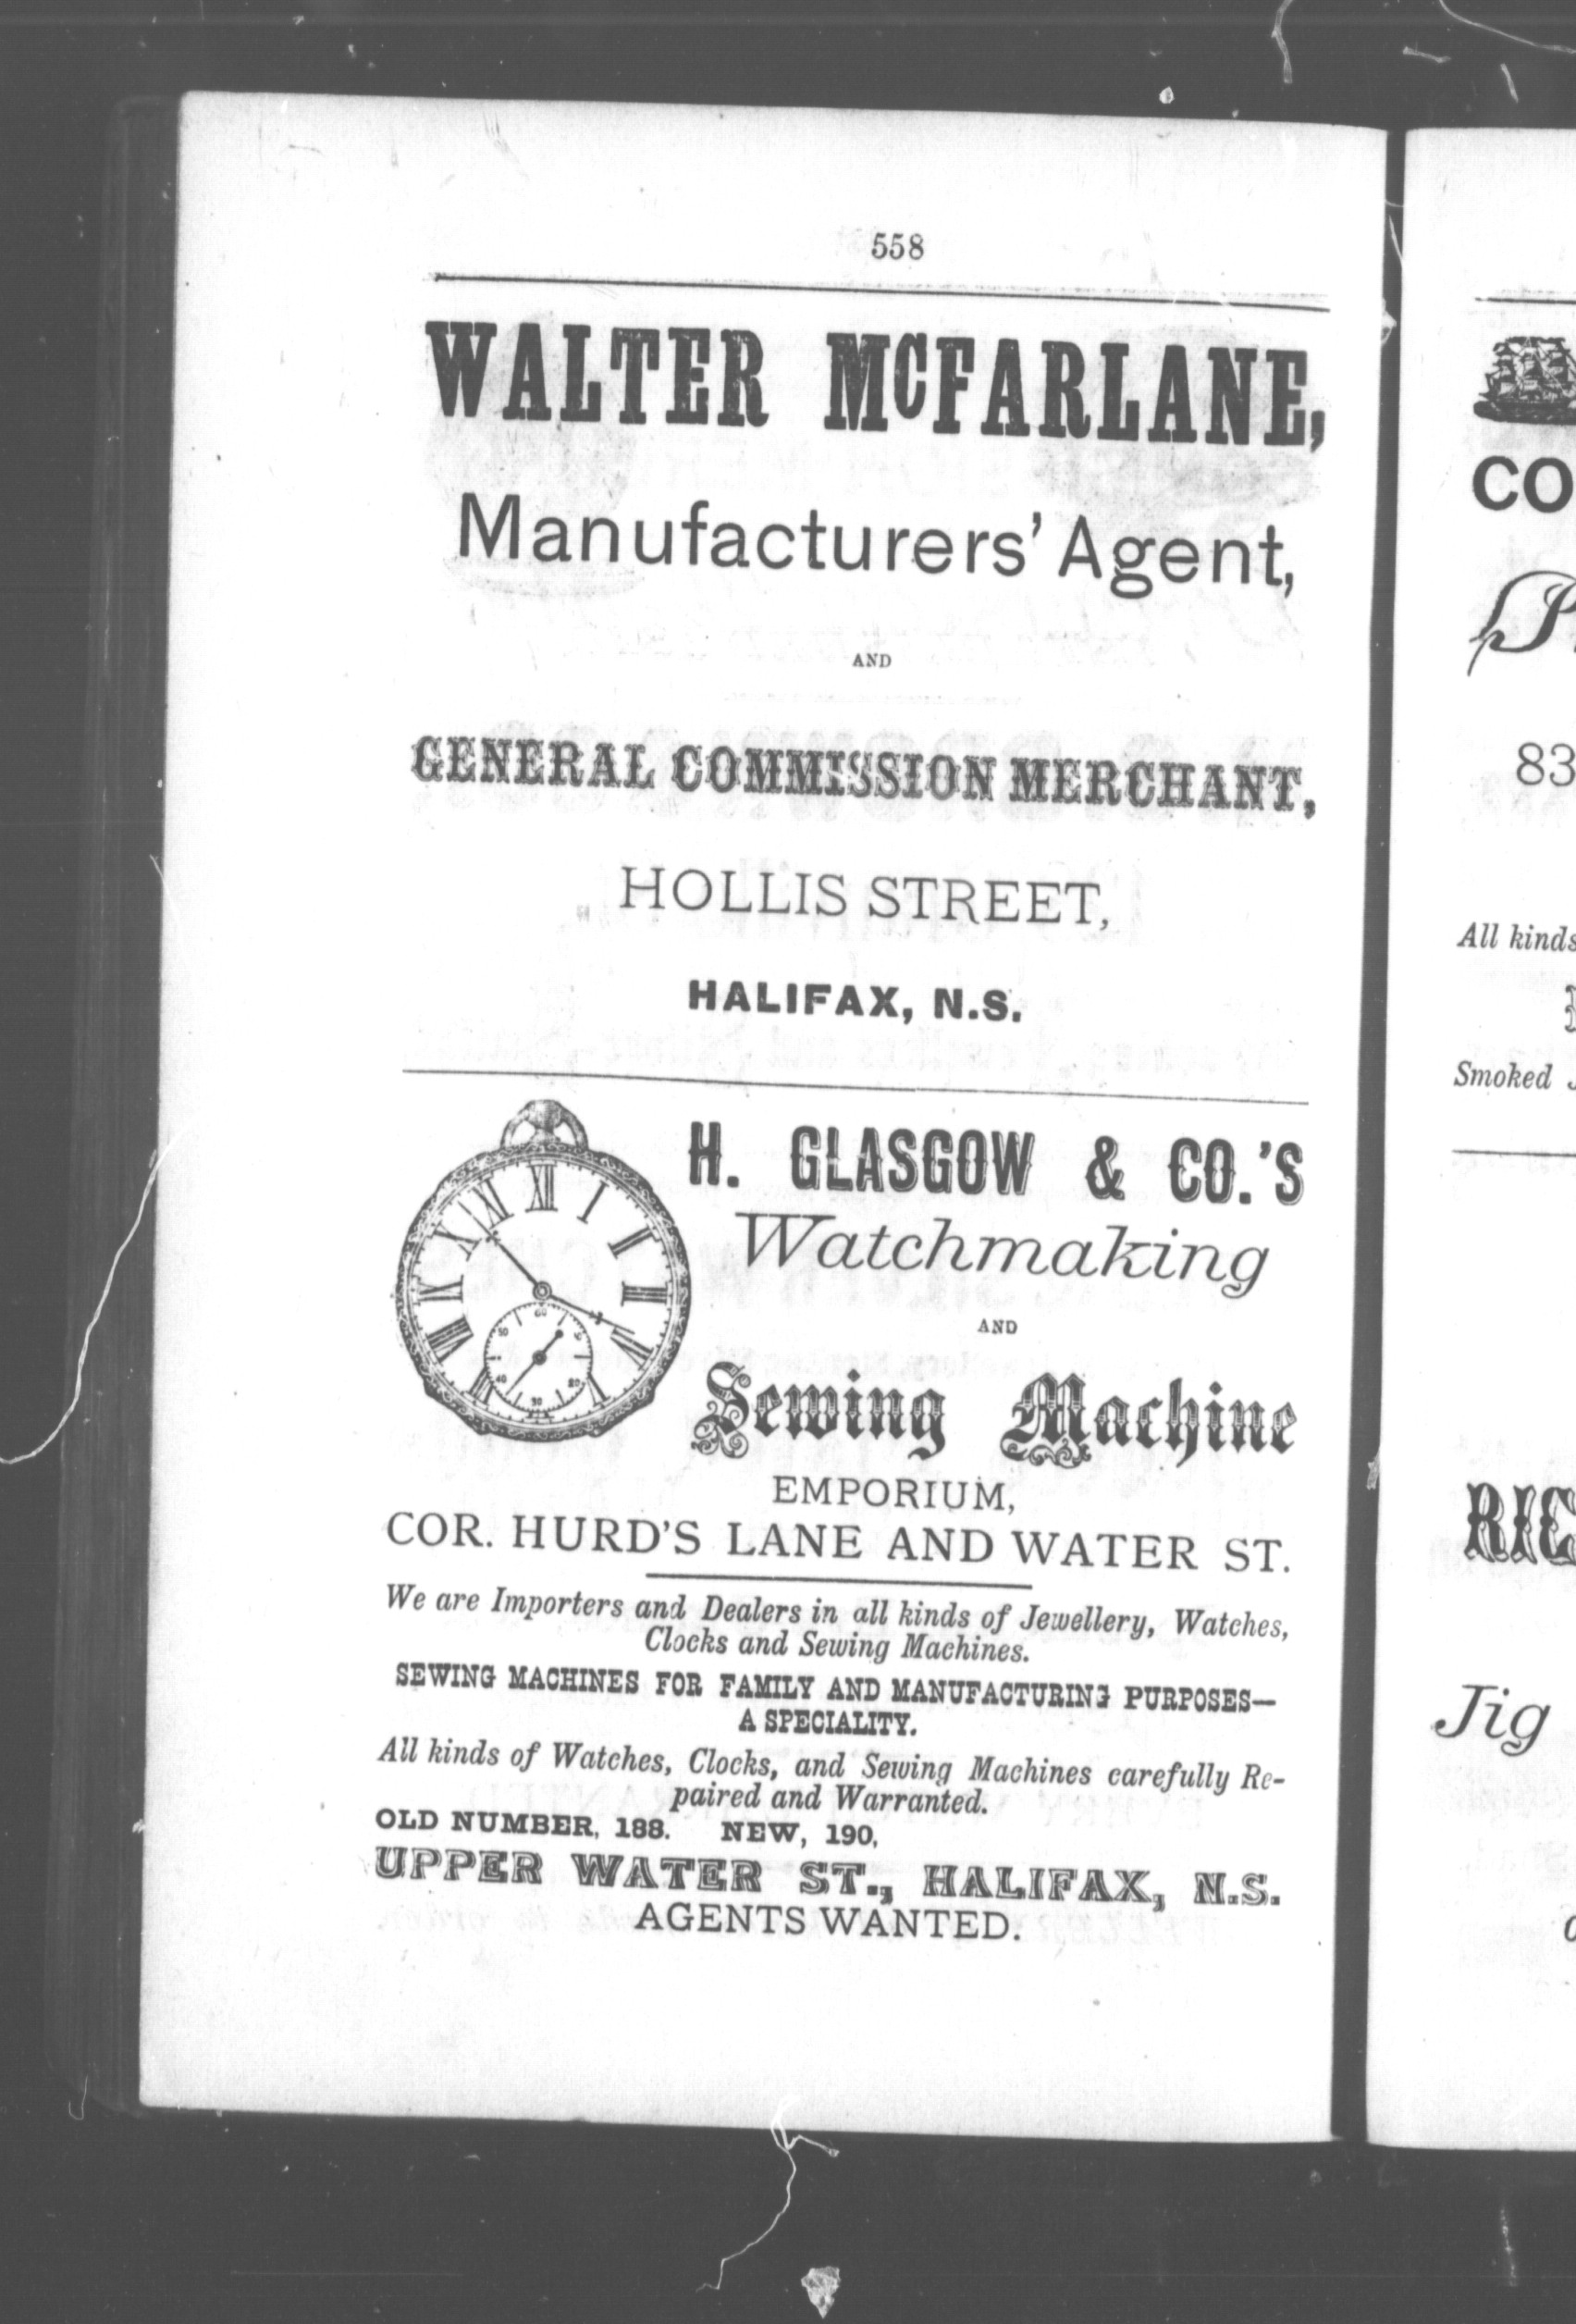 558
WALTER MCFARLANE,
Manufacturers' Agent,
AND
GENERAL COMMISSION MERCHANT,
HOLLIS STREET,
HALIFAX, N.S.
H. GLASGOW & CO.'S
Watchmaking
AND
Sewing Machine
EMPORIUM,
COR. HURD'S LANE AND WATER ST.
We are Importers and Dealers in all kinds of Jewellery, Watches,
Clocks and Sewing Machines.
SEWING MACHINES FOR FAMILY AND MANUFACTURING PURPOSES—
A SPECIALITY.
All kinds of Watches, Clocks, and Sewing Machines carefully Re-
paired and Warranted.
OLD NUMBER, 188. NEW, 190,
UPPER WATER ST., HALIFAX, N.S.
AGENTS WANTED.
CO
83
All kinds
Smoked
RIC
Jig